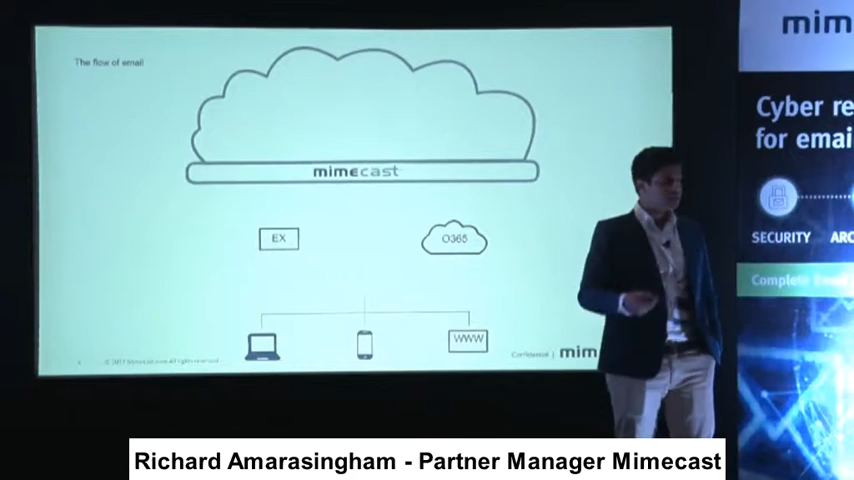 The flow of email
mimecast
EX
O365
WWW
Confidential
mim
mim
Cyber re
for email
SECURITY
ARC
Complete Email
Richard Amarasingham - Partner Manager Mimecast